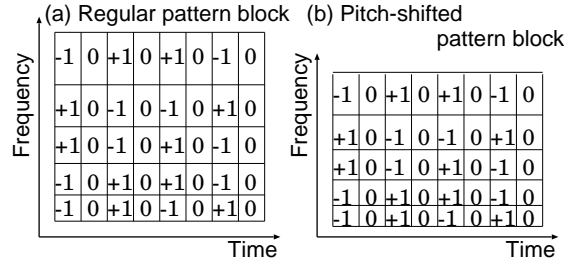 (a) Regular pattern block
-1 0 +1 0 +1 0 -1 0
+1 0 -1 0 -1 0 +1 0
+1 0 -1 0 -1 0 +1 0
-1 0 +1 0 +1 0 -1 0
-1 0 +1 0 -1 0 +1 0
Frequency
Time
(b) Pitch-shifted
pattern block
-1 0 +1 0 +1 0 -1 0
+1 0 -1 0 -1 0 +1 0
+1 0 -1 0 -1 0 +1 0
-1 0 +1 0 +1 0 -1 0
-1 0 +1 0 -1 0 +1 0
Frequency
Time